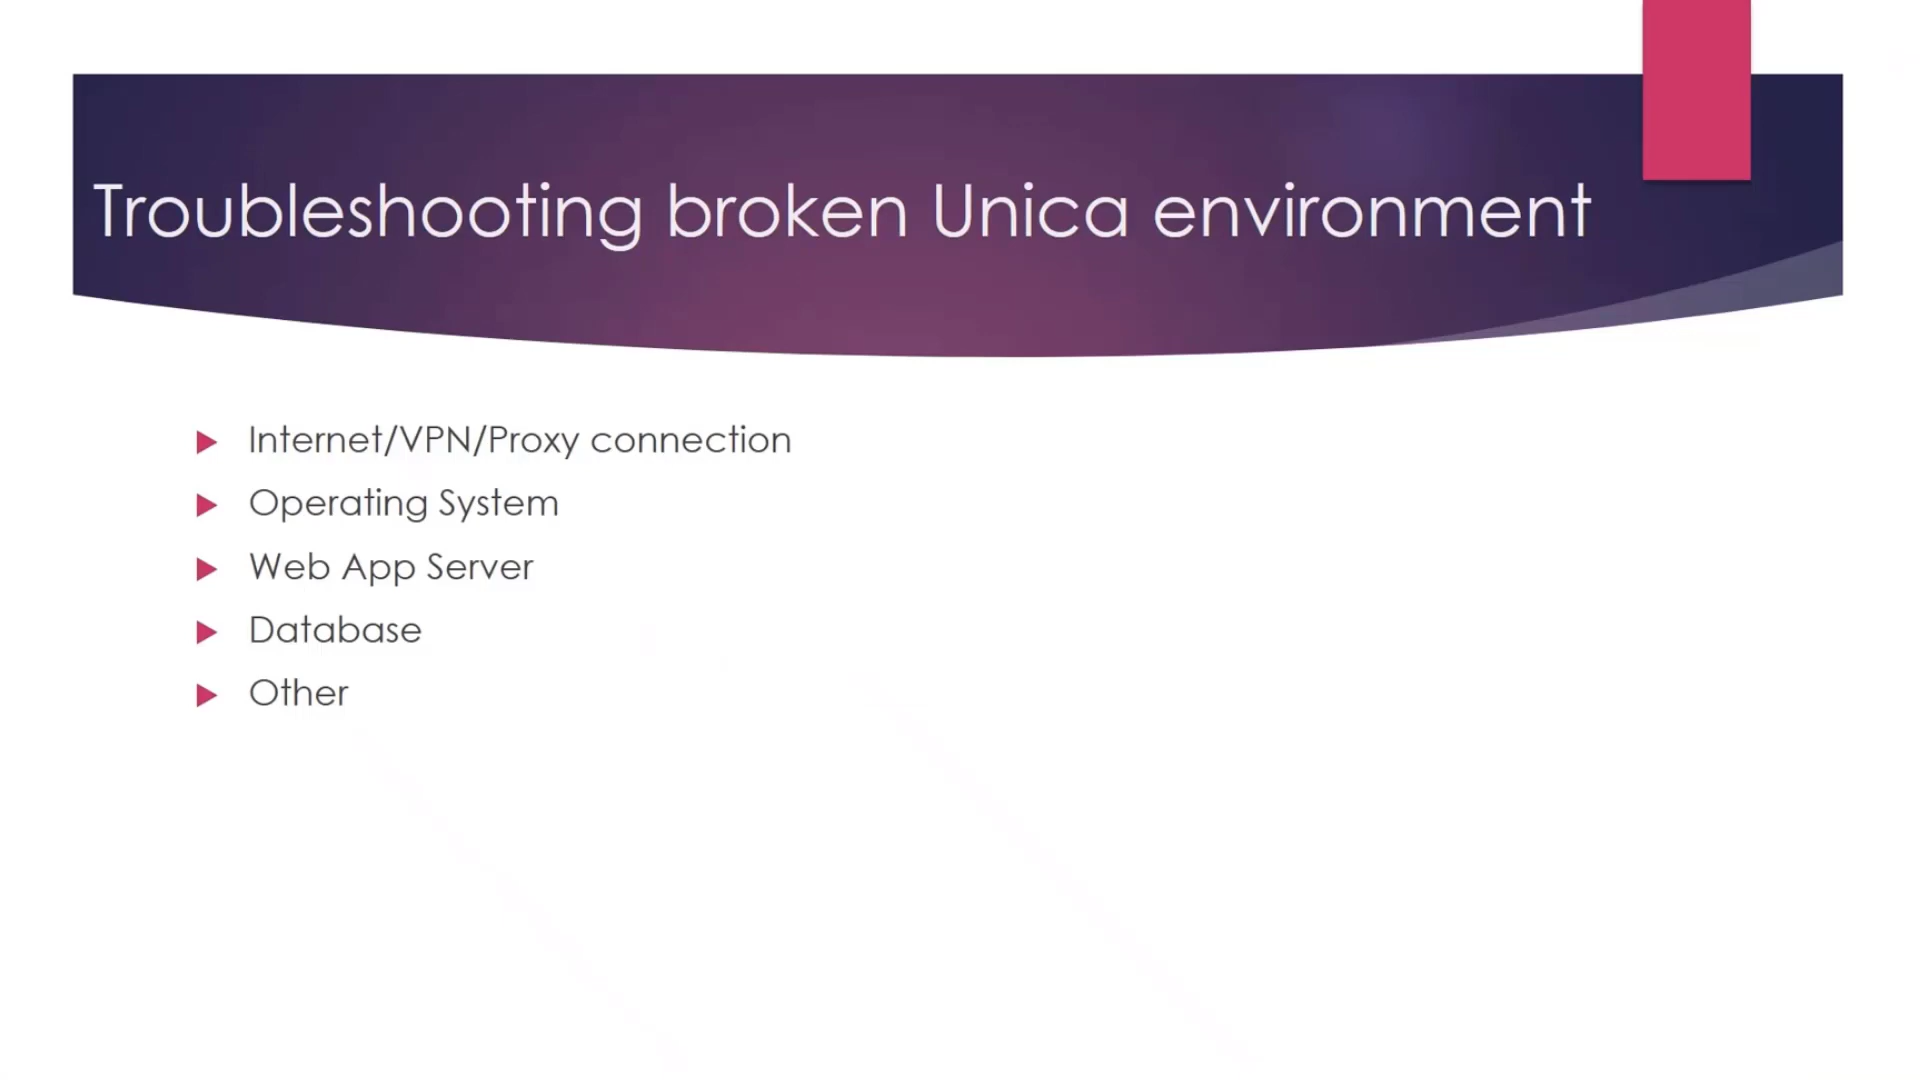 Troubleshooting broken Unica environment
Internet/VPN/Proxy connection
Operating System
Web App Server
Database
Other